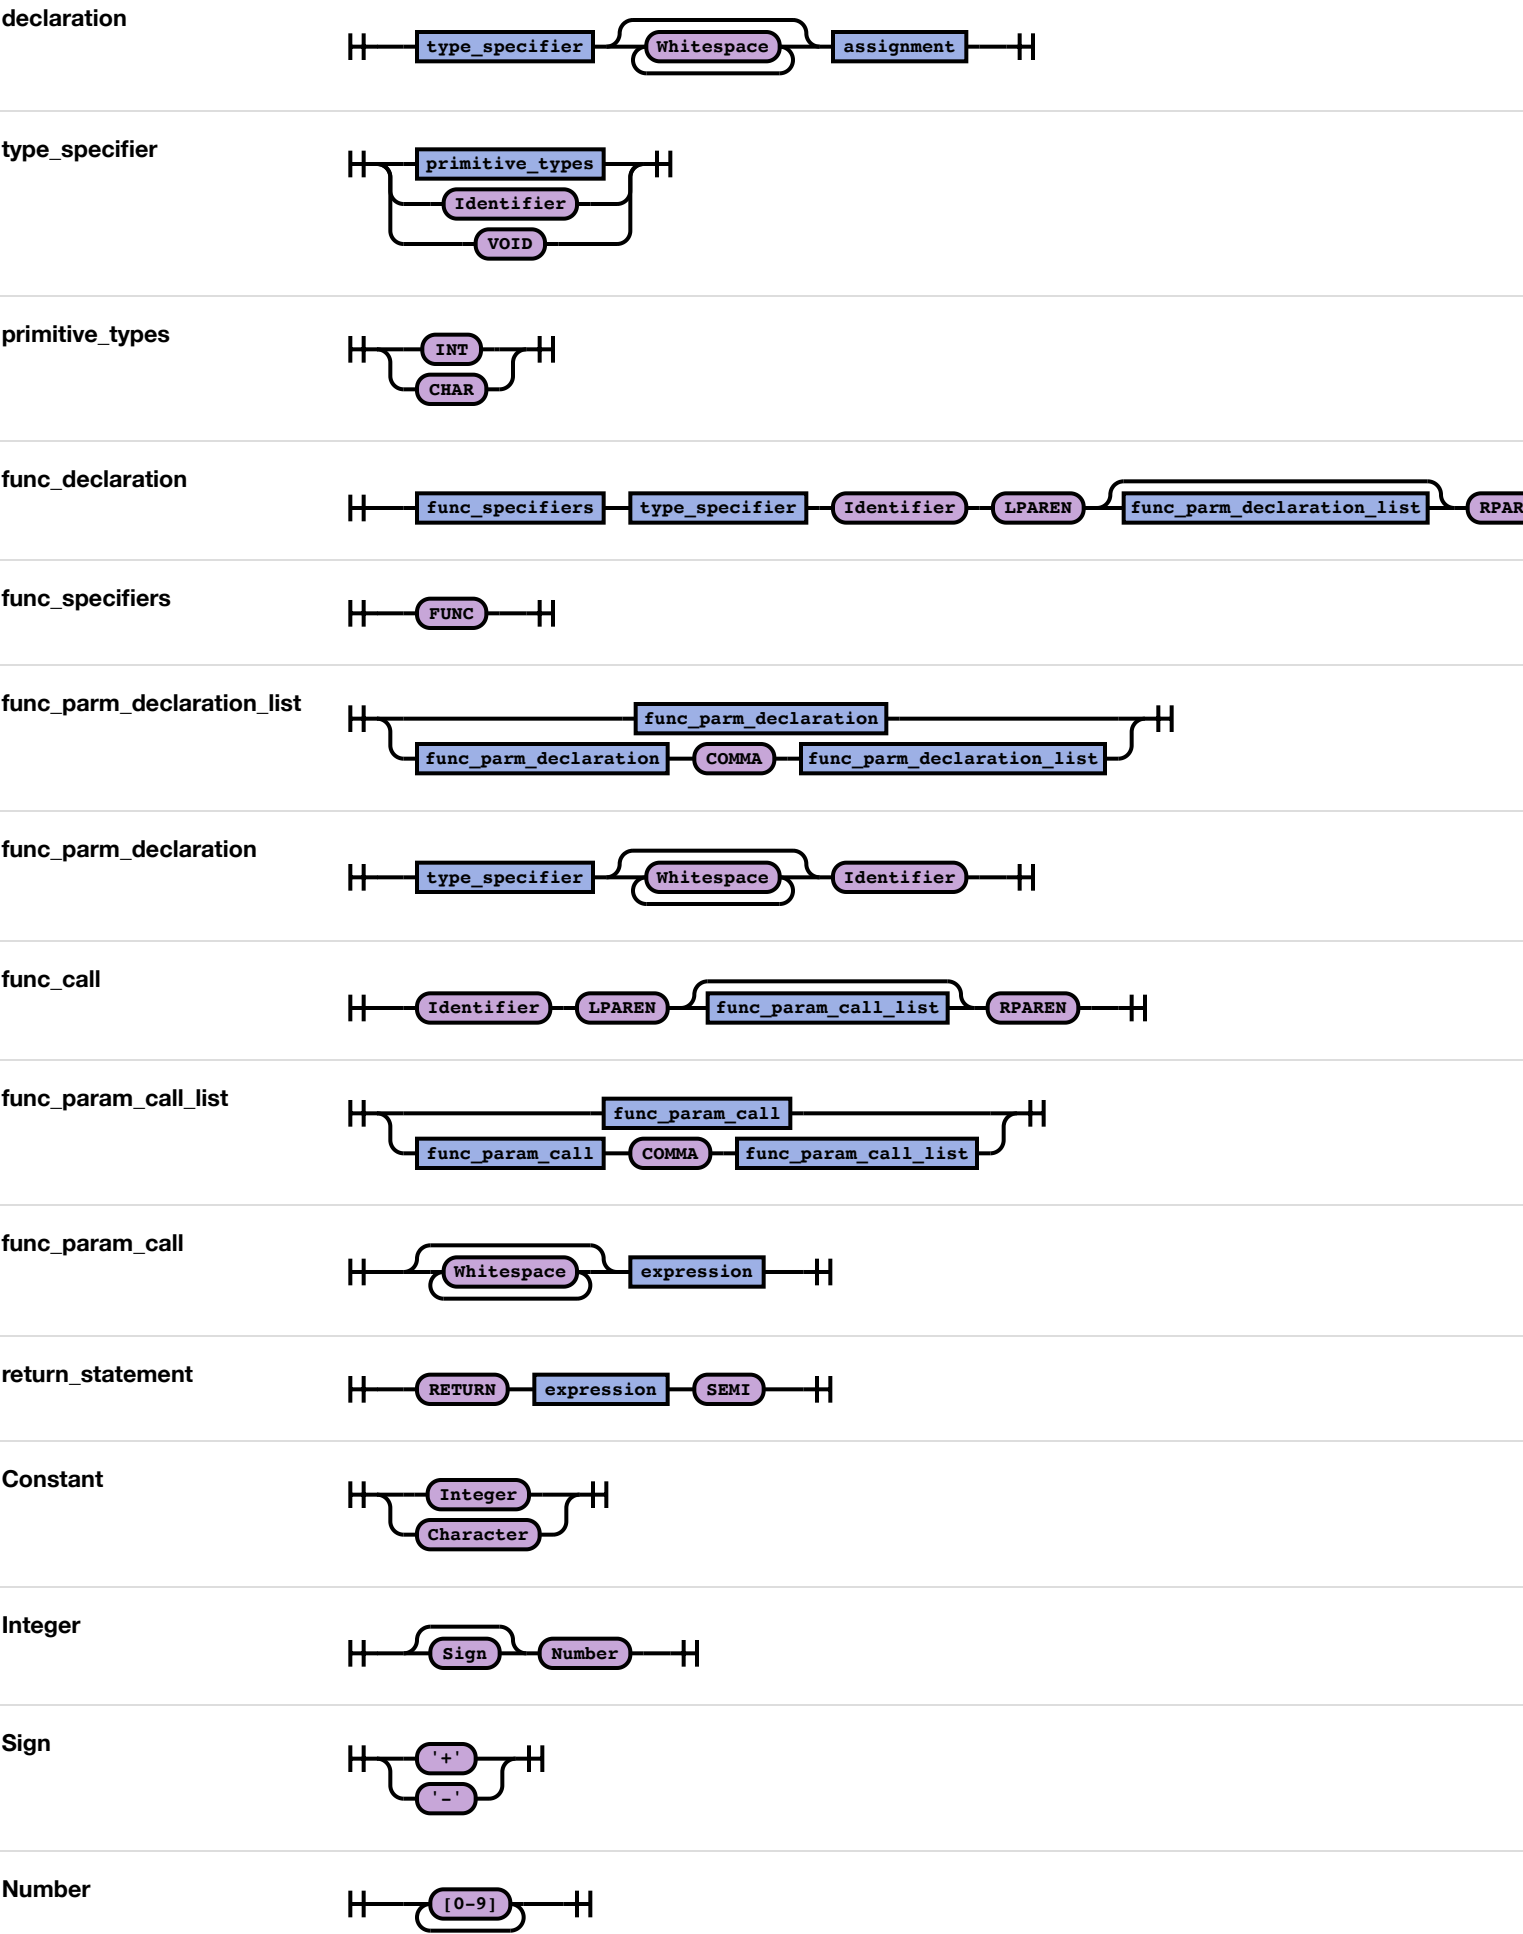 declaration
type_specifier Whitespace assignment
type_specifier
primitive_types
Identifier
VOID
primitive_types
INT
CHAR
func_declaration
func_specifiers type_specifier Identifier LPAREN func_parm_declaration_list RPAR
func_specifiers
FUNC
func_parm_declaration_list
func_parm_declaration
func_parm_declaration COMMA func_parm_declaration_list
func_parm_declaration
type_specifier Whitespace Identifier
func_call
Identifier LPAREN func_param_call_list RPAREN
func_param_call_list
func_param_call
func_param_call COMMA func_param_call_list
func_param_call
Whitespace expression
return_statement
RETURN expression SEMI
Constant
Integer
Character
Integer
Sign Number
Sign
'+'
'-'
Number
[0-9]